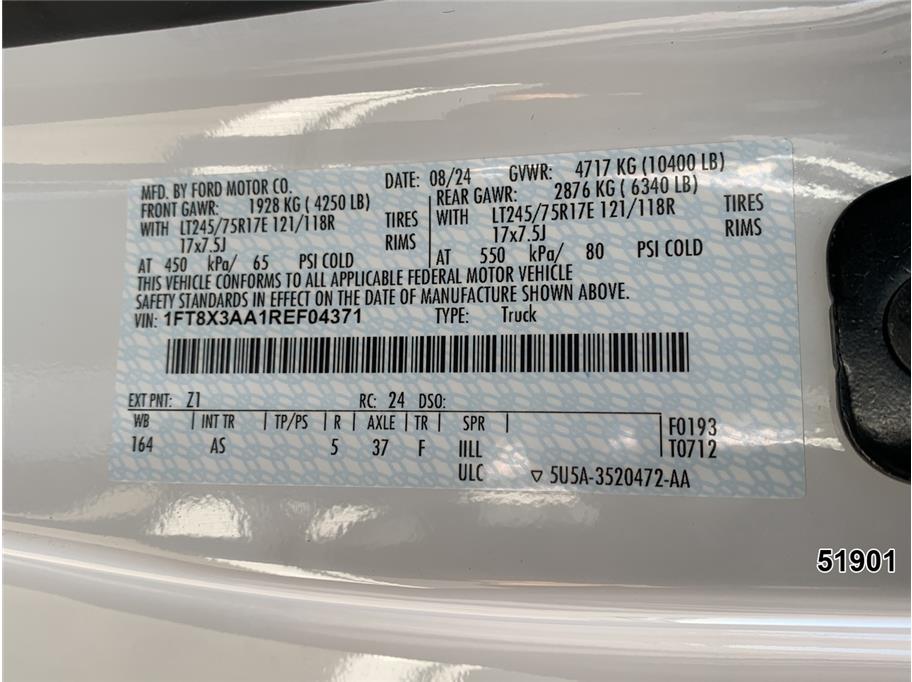 MFD. BY FORD MOTOR CO.
DATE: 08/24 GVWR: 4717 KG (10400 LB)
FRONT GAWR: 1928 KG ( 4250 LB)
WITH LT245/75R17E 121/118R TIRES
17x7.5J RIMS
AT 450 kPa/ 65 PSI COLD
REAR GAWR: 2876 KG ( 6340 LB)
WITH LT245/75R17E 121/118R TIRES
17x7.5J RIMS
AT 550 kPa/ 80 PSI COLD
THIS VEHICLE CONFORMS TO ALL APPLICABLE FEDERAL MOTOR VEHICLE
SAFETY STANDARDS IN EFFECT ON THE DATE OF MANUFACTURE SHOWN ABOVE.
VIN: 1FT8X3AA1REF04371 TYPE: Truck
EXT PNT: Z1 RC: 24 DSO:
WB INT TR TP/PS R AXLE TR SPR
164 AS 5 37 F IILL
F0193
T0712
ULC ▽ 5U5A-3520472-AA
51901